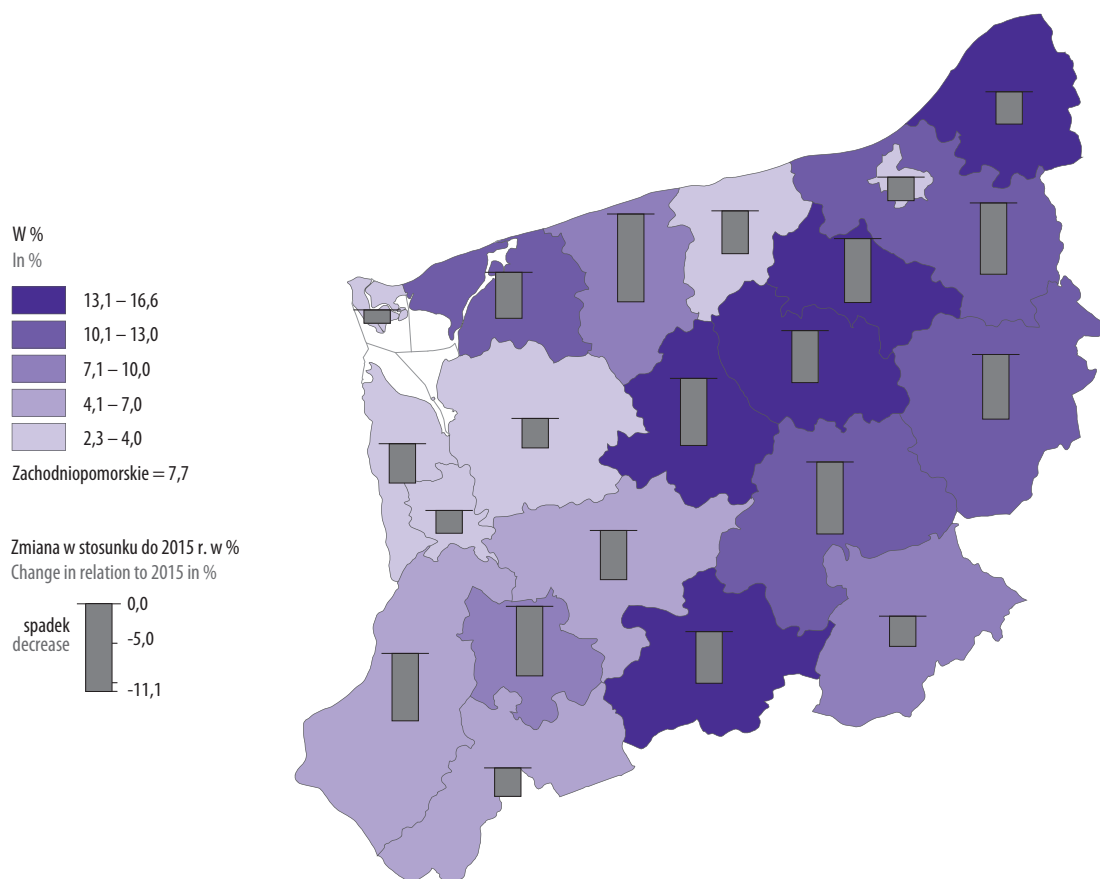 W %
In %
13,1 – 16,6
10,1 – 13,0
7,1 – 10,0
4,1 – 7,0
2,3 – 4,0
Zachodniopomorskie = 7,7
Zmiana w stosunku do 2015 r. w %
Change in relation to 2015 in %
0,0
spadek
-5,0
decrease
-11,1